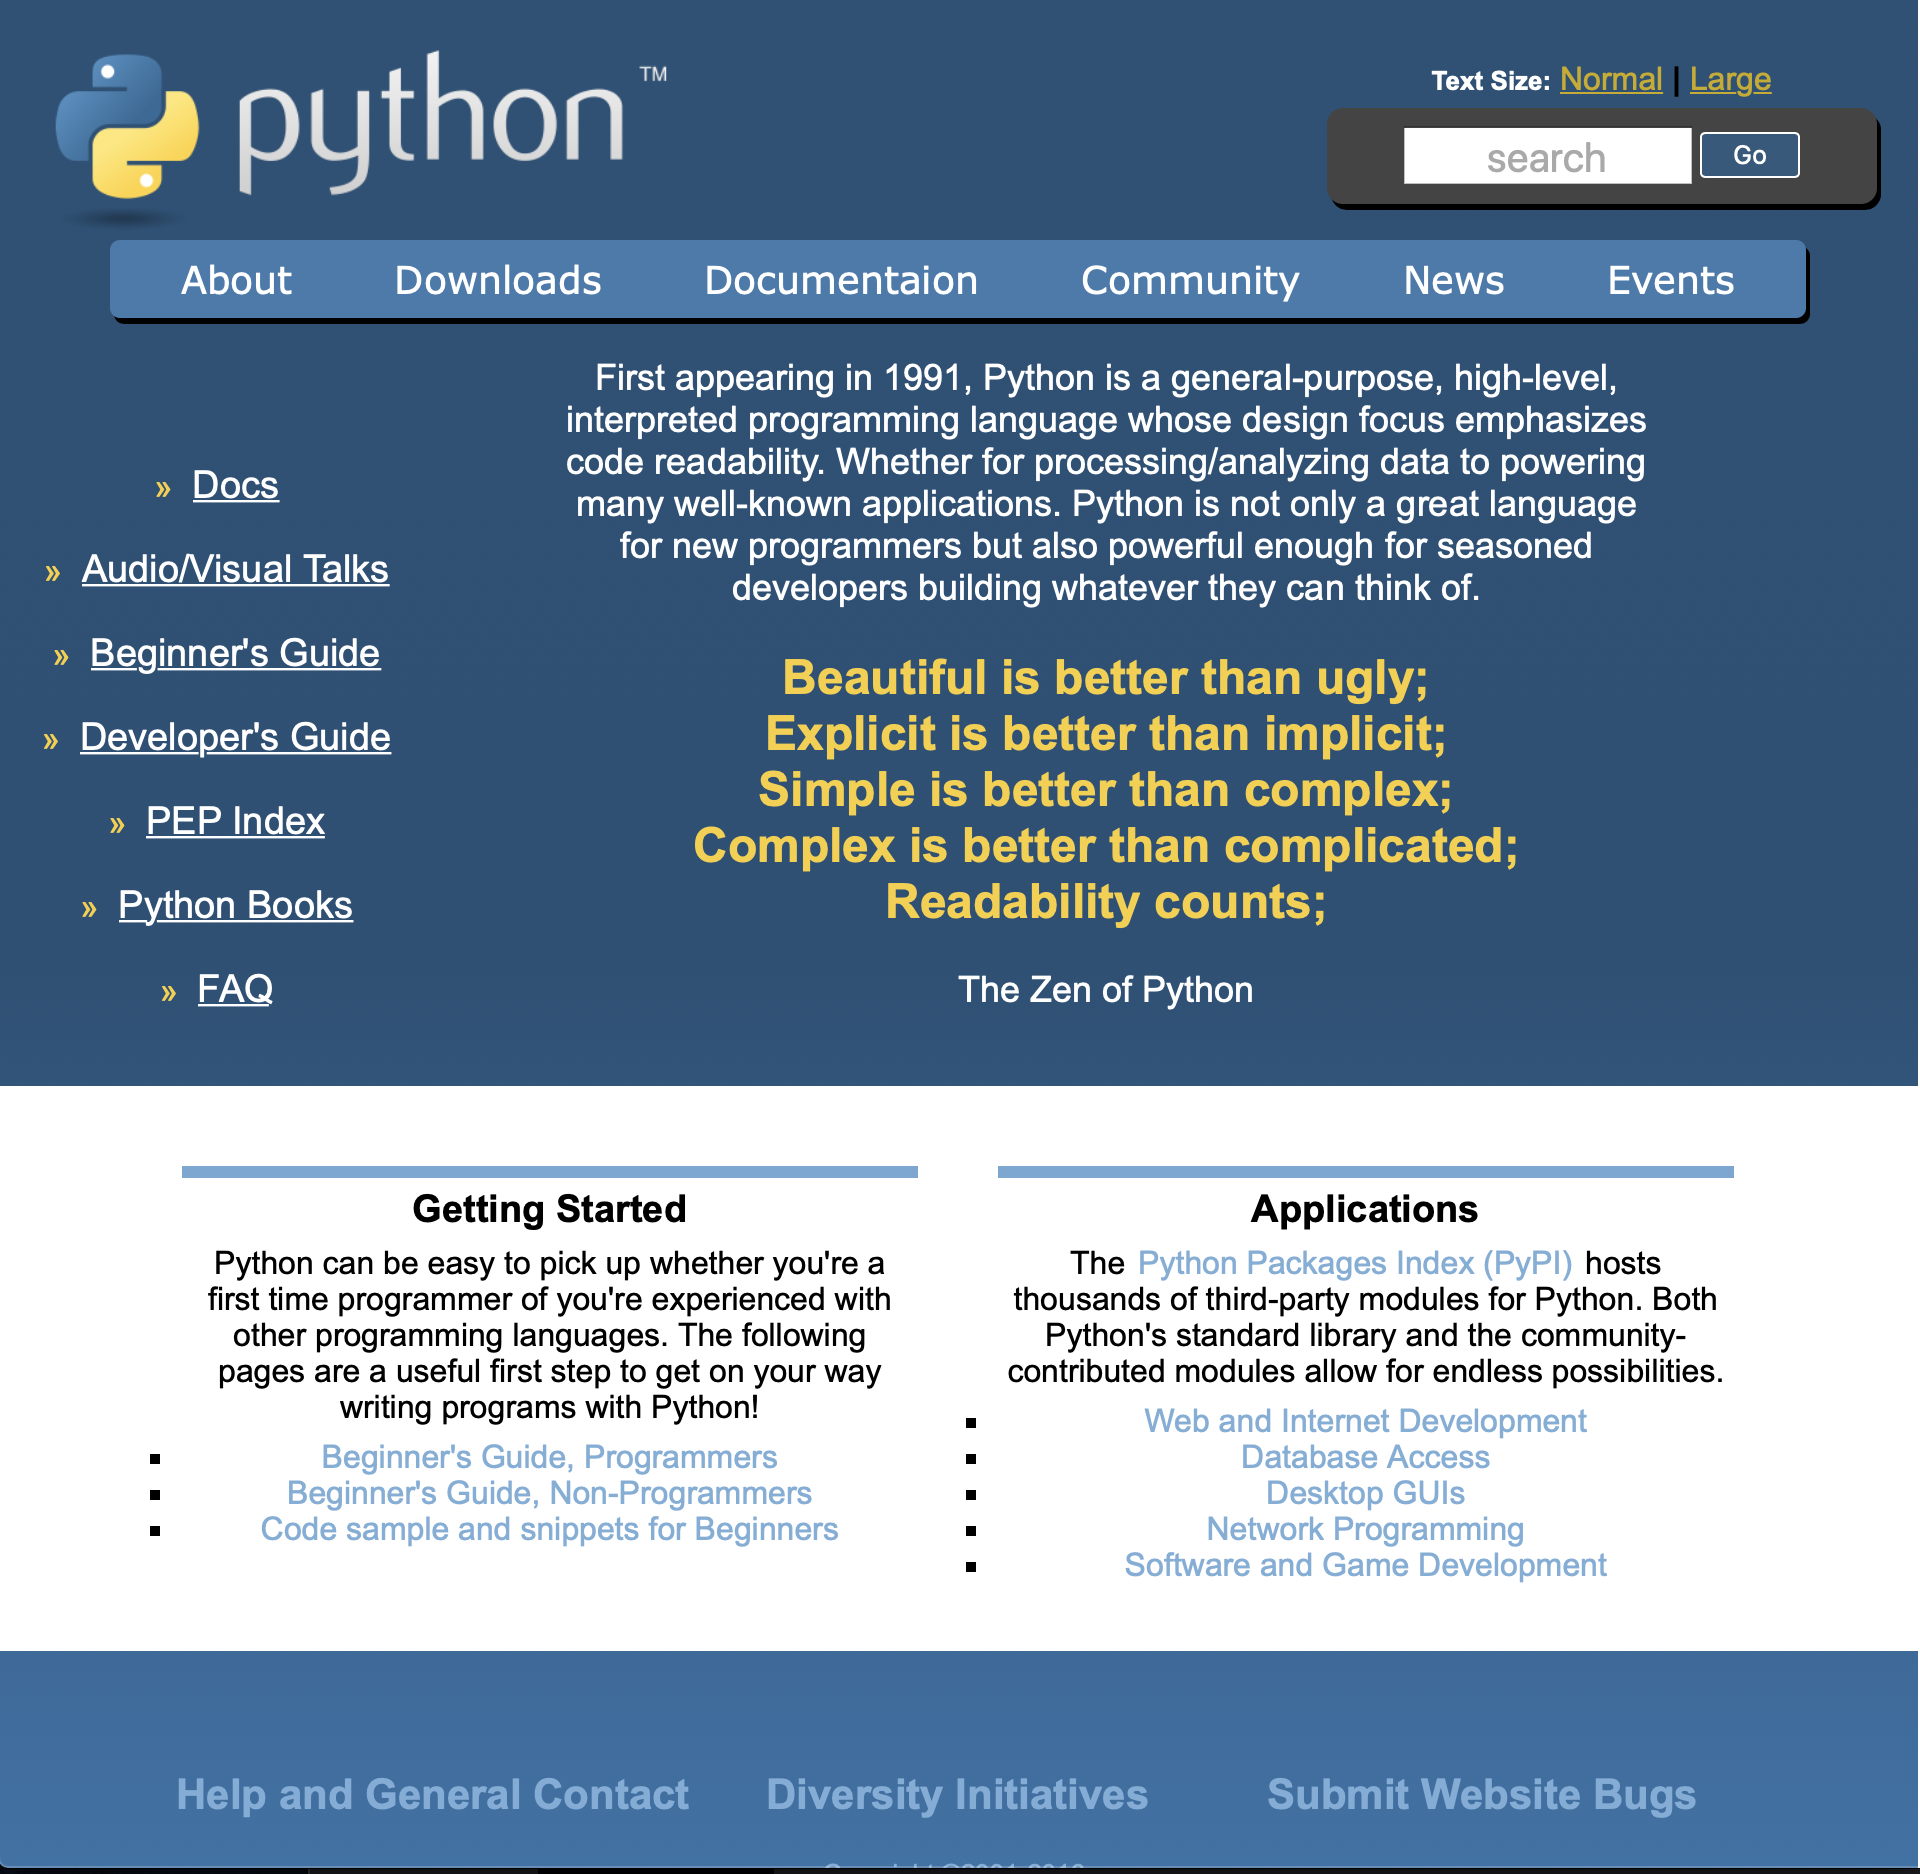 python™
Text Size: Normal | Large
search Go
About Downloads Documentaion Community News Events
First appearing in 1991, Python is a general-purpose, high-level,
interpreted programming language whose design focus emphasizes
code readability. Whether for processing/analyzing data to powering
many well-known applications. Python is not only a great language
for new programmers but also powerful enough for seasoned
developers building whatever they can think of.
» Docs
» Audio/Visual Talks
» Beginner's Guide
» Developer's Guide
» PEP Index
» Python Books
» FAQ
Beautiful is better than ugly;
Explicit is better than implicit;
Simple is better than complex;
Complex is better than complicated;
Readability counts;
The Zen of Python
Getting Started
Python can be easy to pick up whether you're a
first time programmer of you're experienced with
other programming languages. The following
pages are a useful first step to get on your way
writing programs with Python!
Beginner's Guide, Programmers
Beginner's Guide, Non-Programmers
Code sample and snippets for Beginners
Applications
The Python Packages Index (PyPI) hosts
thousands of third-party modules for Python. Both
Python's standard library and the community-
contributed modules allow for endless possibilities.
Web and Internet Development
Database Access
Desktop GUIs
Network Programming
Software and Game Development
Help and General Contact Diversity Initiatives Submit Website Bugs